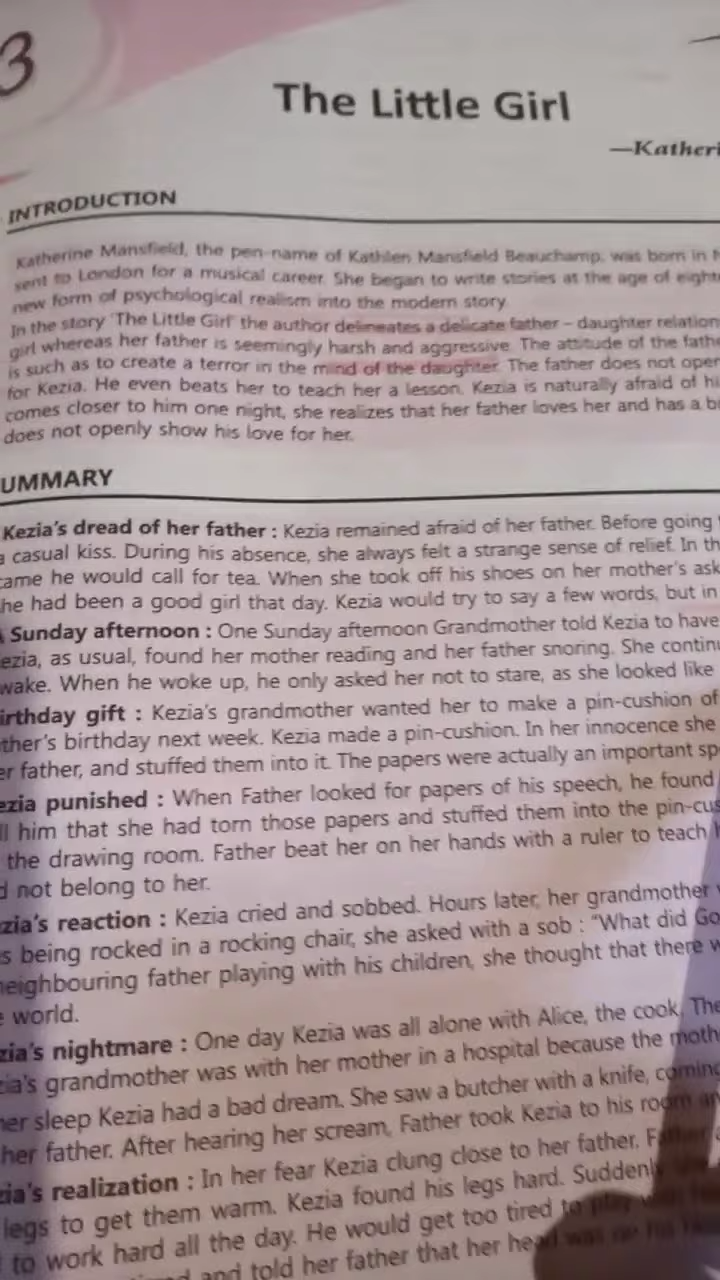 3
The Little Girl
—Katheri
INTRODUCTION
Katherine Mansfield, the pen-name of Kathlen Mansfield Beauchamp, was born in N
sent to London for a musical career. She began to write stories at the age of eighte
new form of psychological realism into the modern story.
In the story 'The Little Girl' the author delineates a delicate father – daughter relation
girl whereas her father is seemingly harsh and aggressive. The attitude of the fathe
is such as to create a terror in the mind of the daughter. The father does not open
for Kezia. He even beats her to teach her a lesson. Kezia is naturally afraid of hi
comes closer to him one night, she realizes that her father loves her and has a b
does not openly show his love for her.
UMMARY
Kezia's dread of her father : Kezia remained afraid of her father. Before going
a casual kiss. During his absence, she always felt a strange sense of relief. In th
came he would call for tea. When she took off his shoes on her mother's ask
he had been a good girl that day. Kezia would try to say a few words, but in
Sunday afternoon : One Sunday afternoon Grandmother told Kezia to have
ezia, as usual, found her mother reading and her father snoring. She continu
wake. When he woke up, he only asked her not to stare, as she looked like
irthday gift : Kezia's grandmother wanted her to make a pin-cushion of
ther's birthday next week. Kezia made a pin-cushion. In her innocence she
er father, and stuffed them into it. The papers were actually an important sp
ezia punished : When Father looked for papers of his speech, he found
ll him that she had torn those papers and stuffed them into the pin-cus
the drawing room. Father beat her on her hands with a ruler to teach h
d not belong to her.
zia's reaction : Kezia cried and sobbed. Hours later, her grandmother
s being rocked in a rocking chair, she asked with a sob : "What did Go
neighbouring father playing with his children, she thought that there w
e world.
zia's nightmare : One day Kezia was all alone with Alice, the cook. The
zia's grandmother was with her mother in a hospital because the moth
her sleep Kezia had a bad dream. She saw a butcher with a knife, coming
her father. After hearing her scream, Father took Kezia to his room an
zia's realization : In her fear Kezia clung close to her father. Father
legs to get them warm. Kezia found his legs hard. Suddenly
to work hard all the day. He would get too tired to play with
and told her father that her head was on his